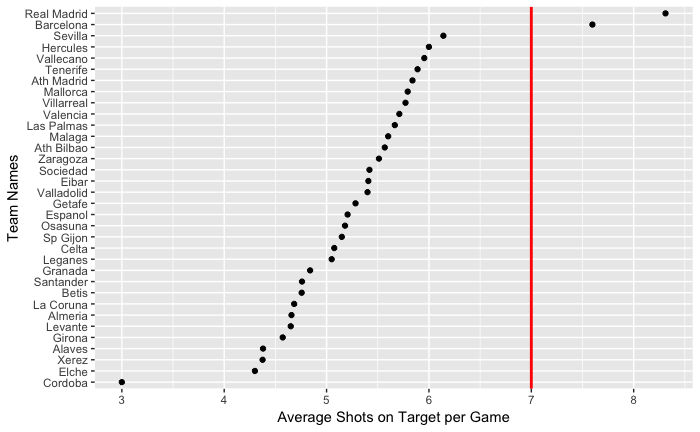 Real Madrid
Barcelona
Sevilla
Hercules
Vallecano
Tenerife
Ath Madrid
Mallorca
Villarreal
Valencia
Las Palmas
Malaga
Ath Bilbao
Zaragoza
Sociedad
Eibar
Valladolid
Getafe
Espanol
Osasuna
Sp Gijon
Celta
Leganes
Granada
Santander
Betis
La Coruna
Almeria
Levante
Girona
Alaves
Xerez
Elche
Cordoba
Team Names
3 4 5 6 7 8
Average Shots on Target per Game